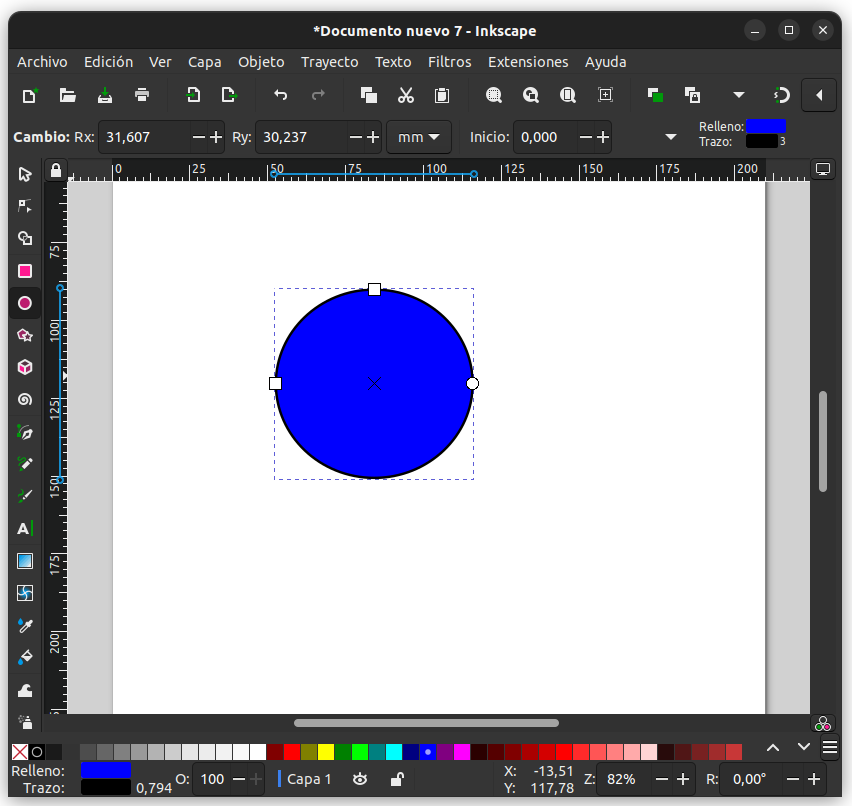 *Documento nuevo 7 - Inkscape
Archivo Edición Ver Capa Objeto Trayecto Texto Filtros Extensiones Ayuda
Cambio: Rx: 31,607 Ry: 30,237 mm Inicio: 0,000 Relleno:
Trazo: 3
0 25 50 75 100 125 150 175 200
75
100
125
150
175
200
A
Relleno: O: 100 Capa 1 X: -13,51 Z: 82% R: 0,00°
Trazo: 0,794 Y: 117,78